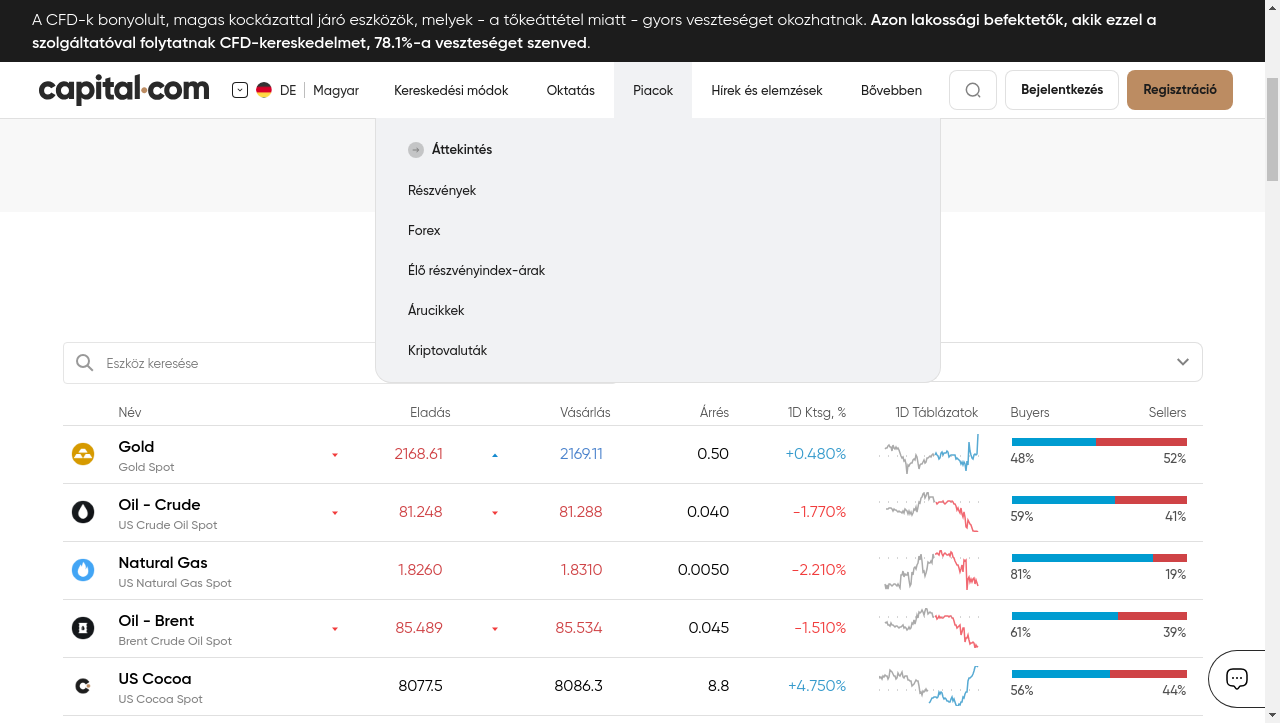 A CFD-k bonyolult, magas kockázattal járó eszközök, melyek - a tőkeáttétel miatt - gyors veszteséget okozhatnak. Azon lakossági befektetők, akik ezzel a
szolgáltatóval folytatnak CFD-kereskedelmet, 78.1%-a veszteséget szenved.
capital.com DE Magyar Kereskedési módok Oktatás Piacok Hírek és elemzések Bővebben Bejelentkezés Regisztráció
Áttekintés
Részvények
Forex
Élő részvényindex-árak
Árucikkek
Kriptovaluták
Eszköz keresése
Név Eladás Vásárlás Árrés 1D Ktsg, % 1D Táblázatok Buyers Sellers
Gold 2168.61 2169.11 0.50 +0.480%
Gold Spot 48% 52%
Oil - Crude 81.248 81.288 0.040 -1.770%
US Crude Oil Spot 59% 41%
Natural Gas 1.8260 1.8310 0.0050 -2.210%
US Natural Gas Spot 81% 19%
Oil - Brent 85.489 85.534 0.045 -1.510%
Brent Crude Oil Spot 61% 39%
US Cocoa 8077.5 8086.3 8.8 +4.750%
US Cocoa Spot 56% 44%